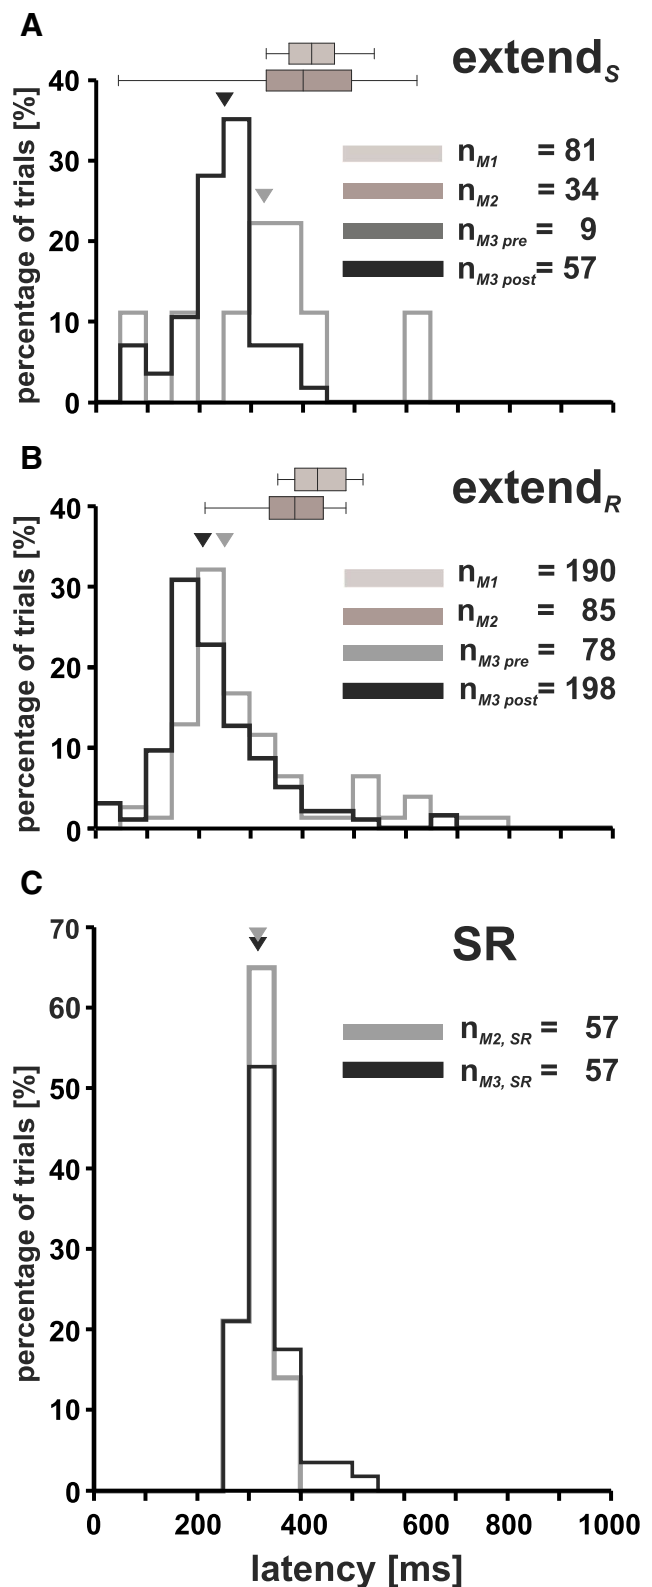 A
extendS
40
30
20
10
0
percentage of trials [%]
nM1 = 81
nM2 = 34
nM3 pre = 9
nM3 post = 57
B
extendR
40
30
20
10
0
percentage of trials [%]
nM1 = 190
nM2 = 85
nM3 pre = 78
nM3 post = 198
C
SR
70
60
50
40
30
20
10
0
percentage of trials [%]
nM2, SR = 57
nM3, SR = 57
0 200 400 600 800 1000
latency [ms]